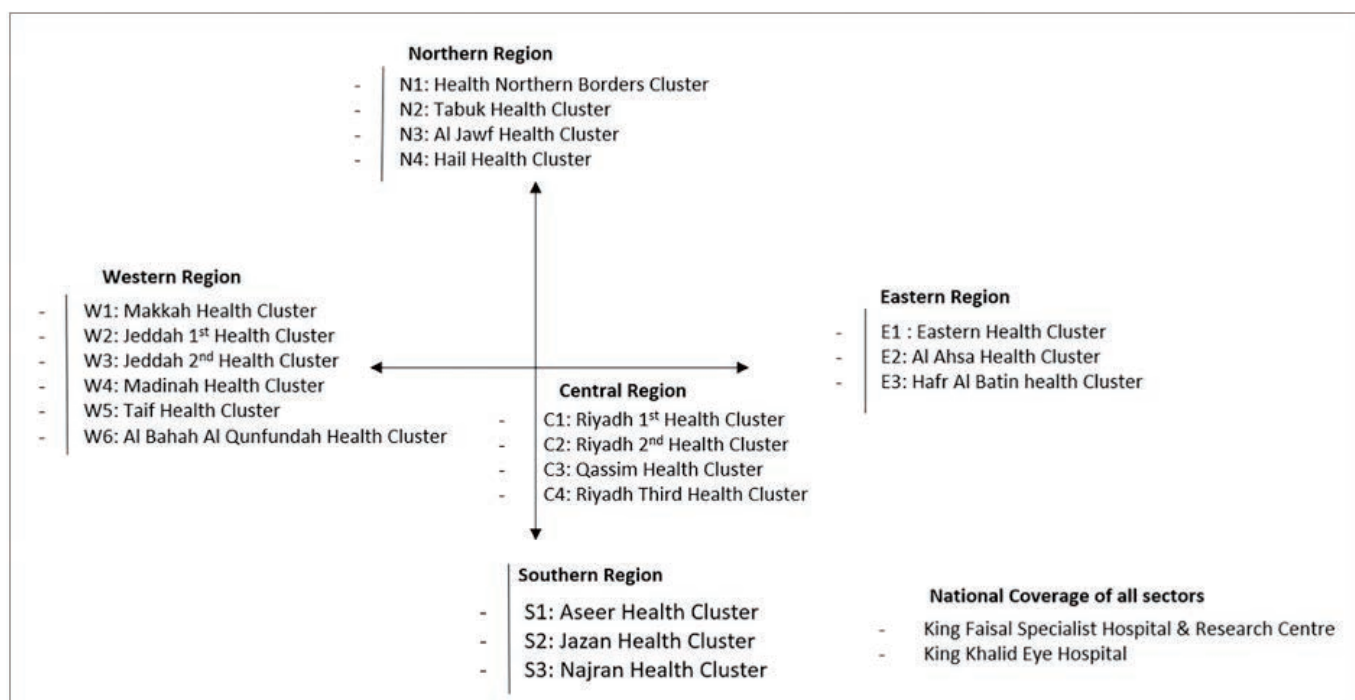 Northern Region
- N1: Health Northern Borders Cluster
- N2: Tabuk Health Cluster
- N3: Al Jawf Health Cluster
- N4: Hail Health Cluster
Western Region
- W1: Makkah Health Cluster
- W2: Jeddah 1st Health Cluster
- W3: Jeddah 2nd Health Cluster
- W4: Madinah Health Cluster
- W5: Taif Health Cluster
- W6: Al Bahah Al Qunfundah Health Cluster
Eastern Region
- E1 : Eastern Health Cluster
- E2: Al Ahsa Health Cluster
- E3: Hafr Al Batin health Cluster
Central Region
- C1: Riyadh 1st Health Cluster
- C2: Riyadh 2nd Health Cluster
- C3: Qassim Health Cluster
- C4: Riyadh Third Health Cluster
Southern Region
- S1: Aseer Health Cluster
- S2: Jazan Health Cluster
- S3: Najran Health Cluster
National Coverage of all sectors
- King Faisal Specialist Hospital & Research Centre
- King Khalid Eye Hospital